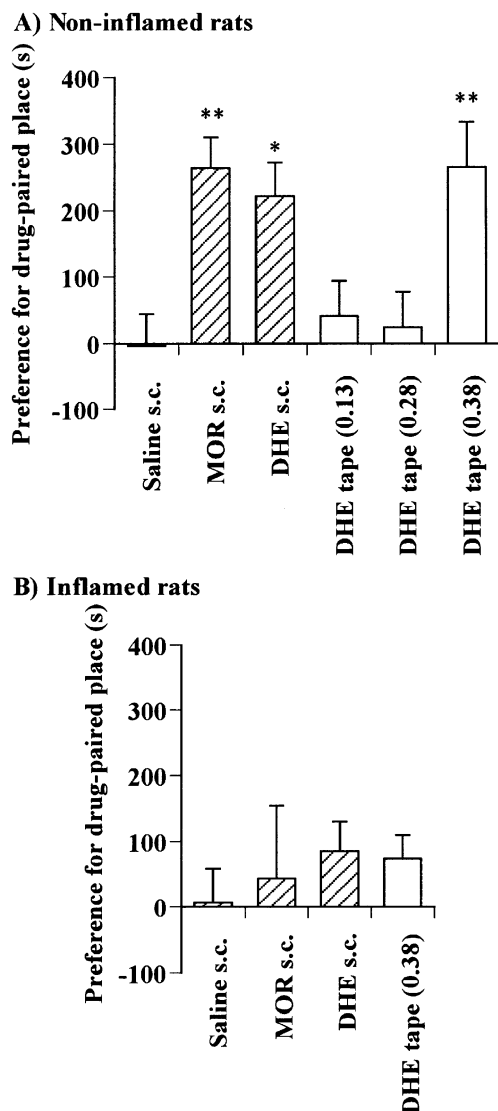 A) Non-inflamed rats
Preference for drug-paired place (s)
400
300
200
100
0
-100
**
*
**
Saline s.c.
MOR s.c.
DHE s.c.
DHE tape (0.13)
DHE tape (0.28)
DHE tape (0.38)
B) Inflamed rats
Preference for drug-paired place (s)
400
300
200
100
0
-100
Saline s.c.
MOR s.c.
DHE s.c.
DHE tape (0.38)